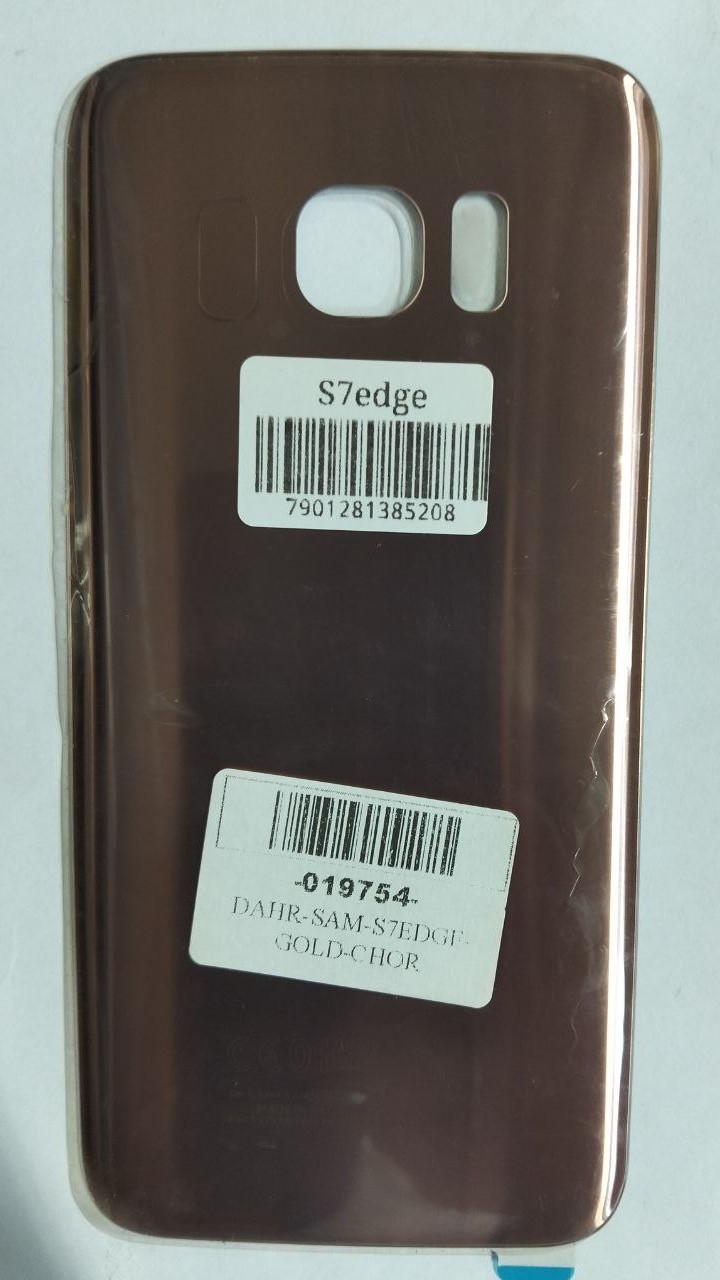 S7edge
7901281385208
-019754-
DAHR-SAM-S7EDGE-
GOLD-CHOR